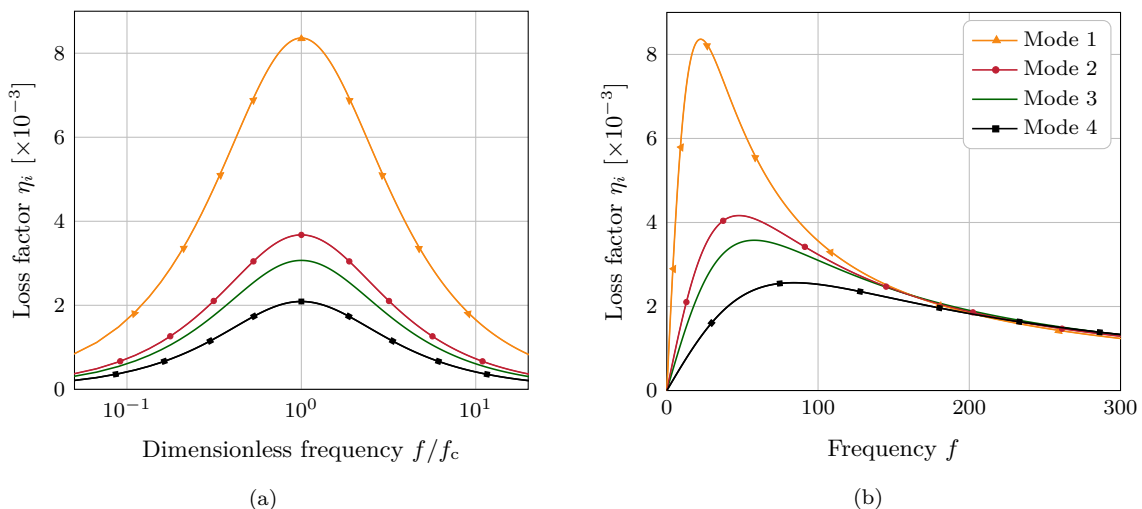 Loss factor ηᵢ [×10⁻³]
8
6
4
2
0
10⁻¹
10⁰
10¹
Dimensionless frequency f/f_c
(a)
Loss factor ηᵢ [×10⁻³]
8
6
4
2
0
Mode 1
Mode 2
Mode 3
Mode 4
0
100
200
300
Frequency f
(b)